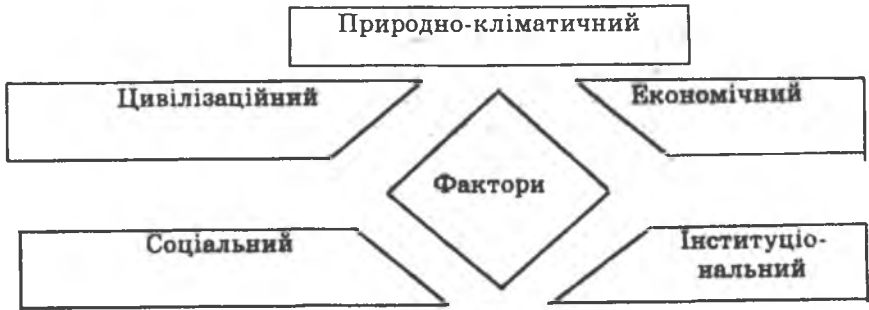 Природно-кліматичний
Цивілізаційний
Економічний
Фактори
Соціальний
Інституціо-
нальний